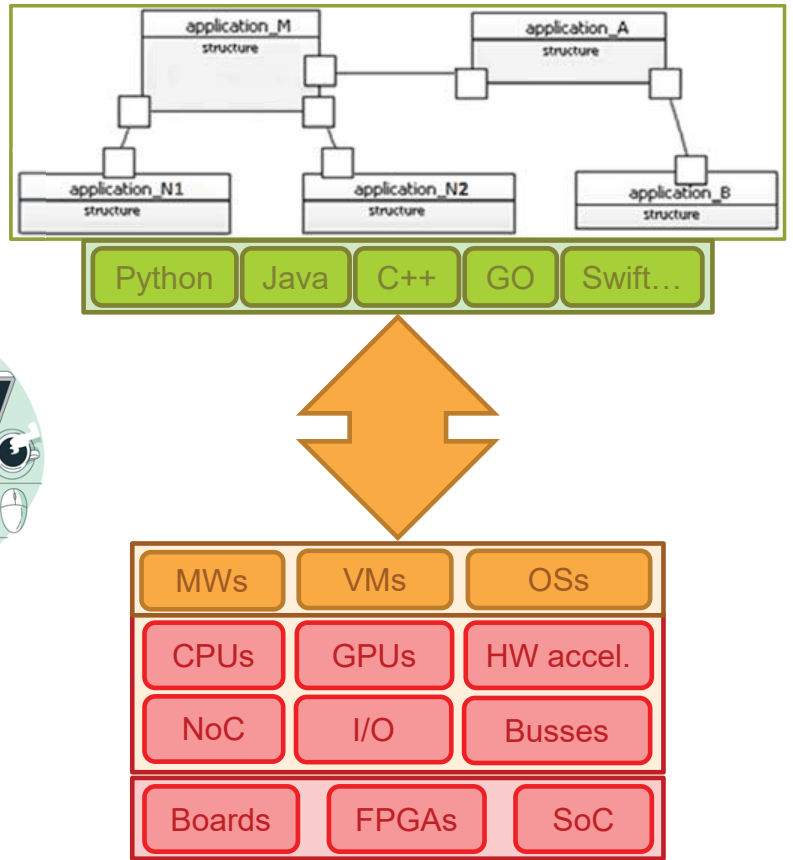 application_M
structure
application_A
structure
application_N1
structure
application_N2
structure
application_B
structure
Python Java C++ GO Swift…
MWs VMs OSs
CPUs GPUs HW accel.
NoC I/O Busses
Boards FPGAs SoC